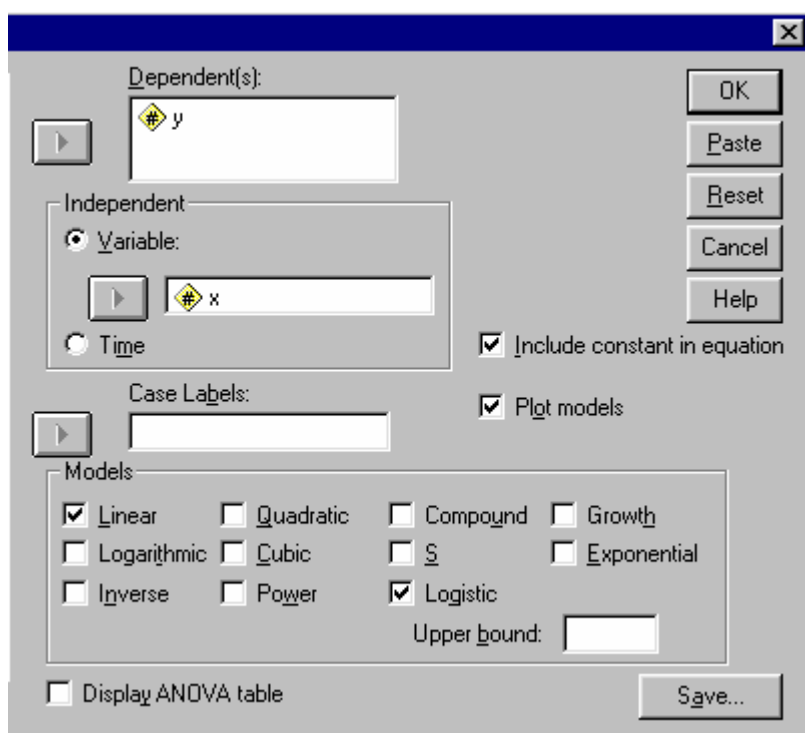 Dependent(s):
# y
OK
Paste
Reset
Cancel
Help
Independent
Variable:
# x
Time
Include constant in equation
Case Labels:
Plot models
Models
Linear Quadratic Compound Growth
Logarithmic Cubic S Exponential
Inverse Power Logistic
Upper bound:
Display ANOVA table
Save...